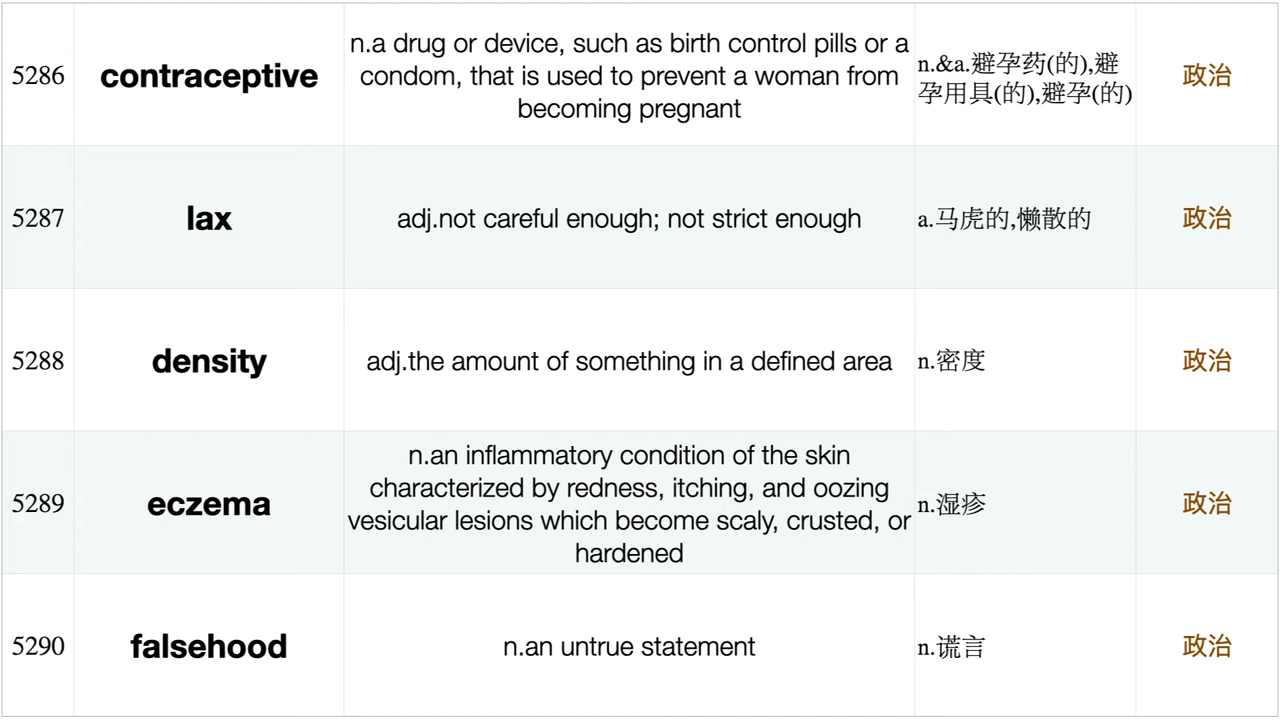 5286
contraceptive
n.a drug or device, such as birth control pills or a
condom, that is used to prevent a woman from
becoming pregnant
n.&a.避孕药(的),避
孕用具(的),避孕(的)
政治
5287
lax
adj.not careful enough; not strict enough
a.马虎的,懒散的
政治
5288
density
adj.the amount of something in a defined area
n.密度
政治
5289
eczema
n.an inflammatory condition of the skin
characterized by redness, itching, and oozing
vesicular lesions which become scaly, crusted, or
hardened
n.湿疹
政治
5290
falsehood
n.an untrue statement
n.谎言
政治